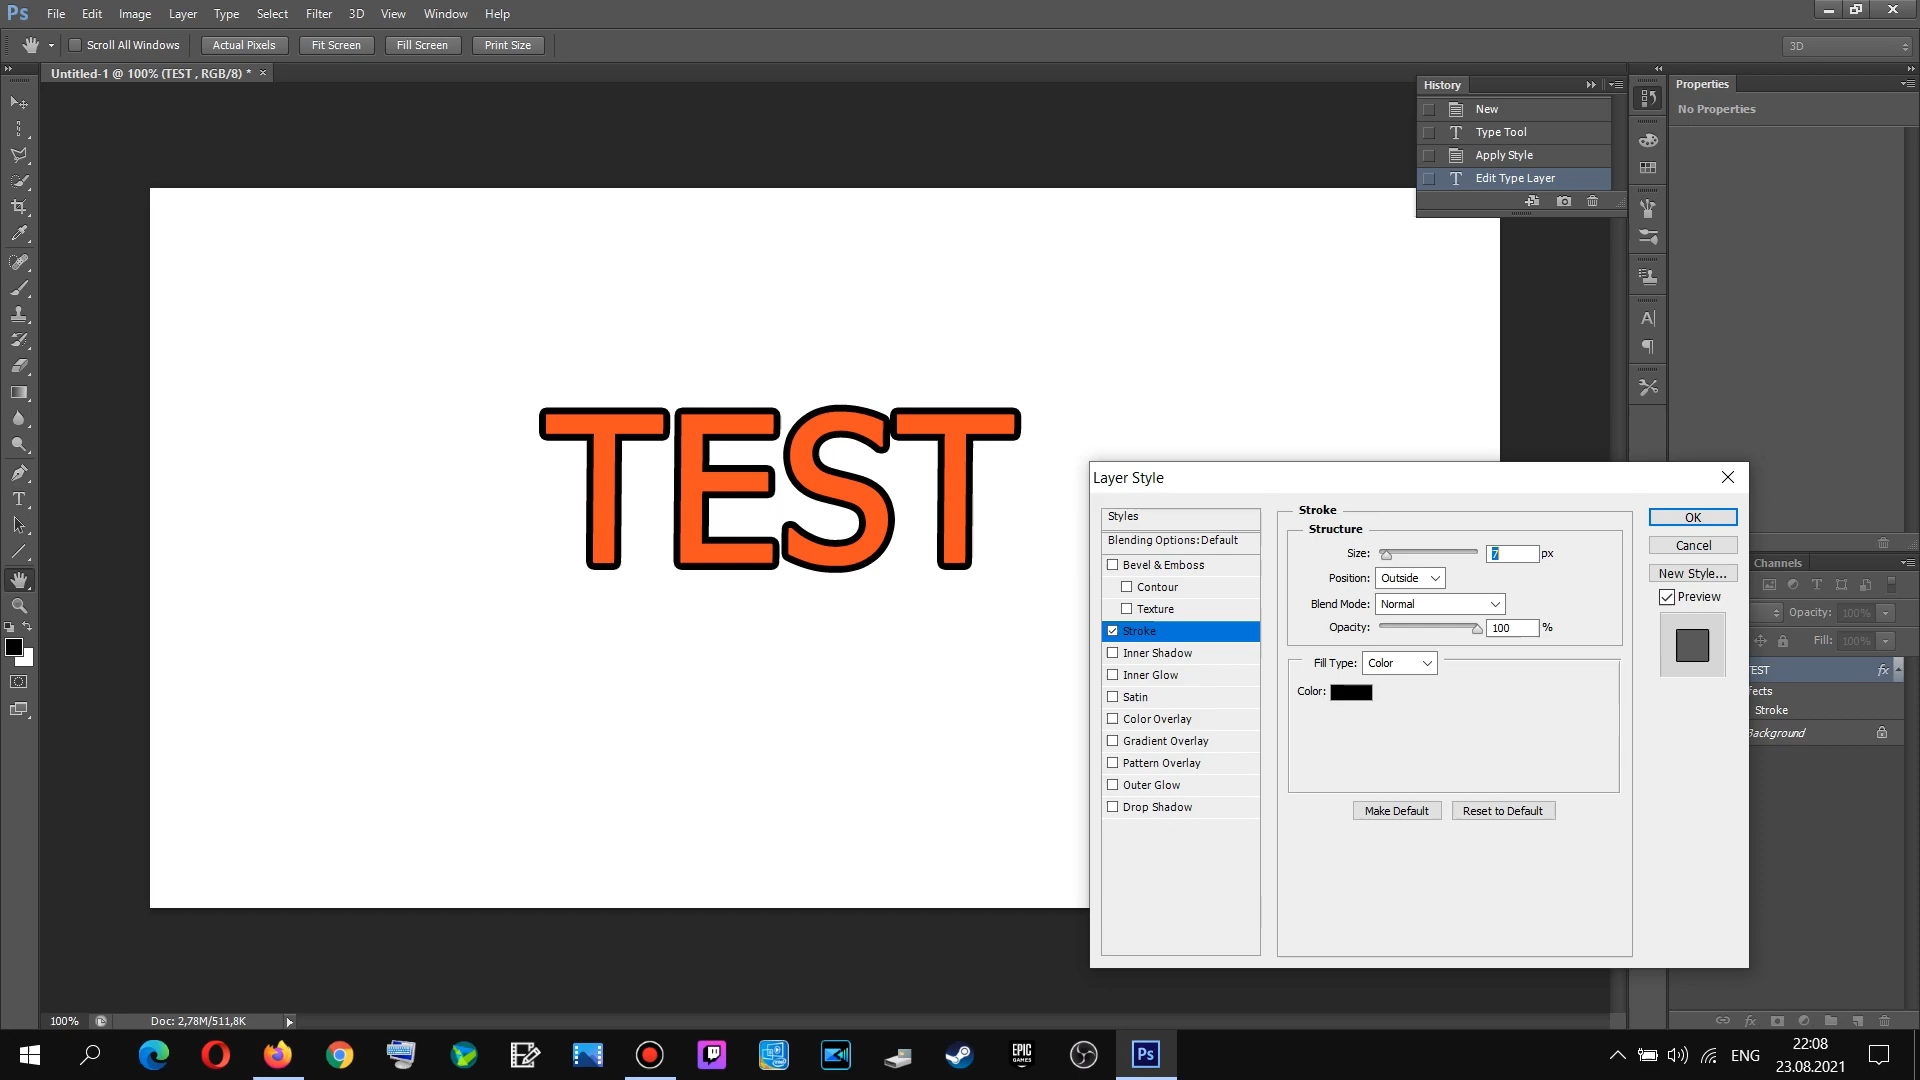 Ps File Edit Image Layer Type Select Filter 3D View Window Help
Scroll All Windows Actual Pixels Fit Screen Fill Screen Print Size 3D
Untitled-1 @ 100% (TEST , RGB/8) * ×
History
New
Type Tool
Apply Style
Edit Type Layer
Properties
No Properties
TEST
Layer Style
Styles
Blending Options: Default
Bevel & Emboss
Contour
Texture
Stroke
Inner Shadow
Inner Glow
Satin
Color Overlay
Gradient Overlay
Pattern Overlay
Outer Glow
Drop Shadow
Stroke
Structure
Size: 7 px
Position: Outside
Blend Mode: Normal
Opacity: 100 %
Fill Type: Color
Color:
Make Default Reset to Default
OK
Cancel
New Style...
Preview
Channels
Opacity: 100%
Fill: 100%
EST fx
fects
Stroke
Background
100% Doc: 2,78M/511,8K
EPIC GAMES
Ps
ENG
22:08
23.08.2021